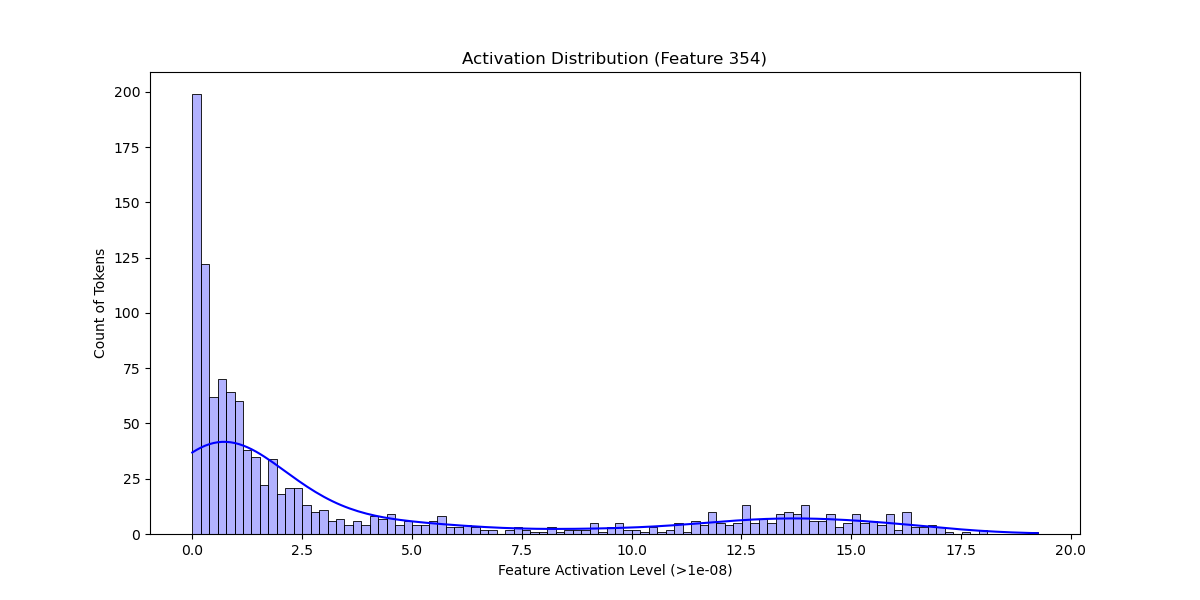 Activation Distribution (Feature 354)
200
175
150
125
100
75
50
25
0
Count of Tokens
0.0 2.5 5.0 7.5 10.0 12.5 15.0 17.5 20.0
Feature Activation Level (>1e-08)